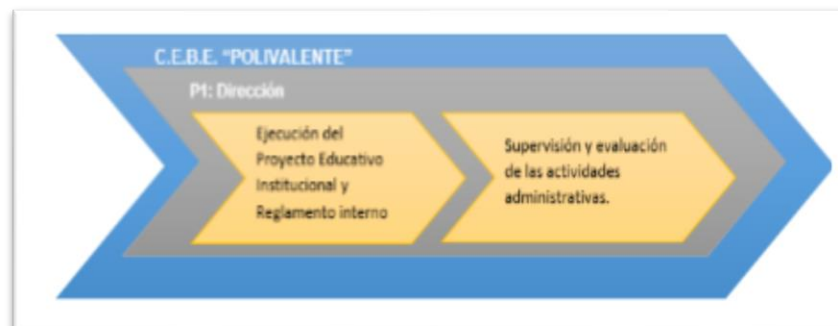 C.E.B.E. “POLIVALENTE”
P1: Dirección
Ejecución del
Proyecto Educativo
Institucional y
Reglamento interno
Supervisión y evaluación
de las actividades
administrativas.